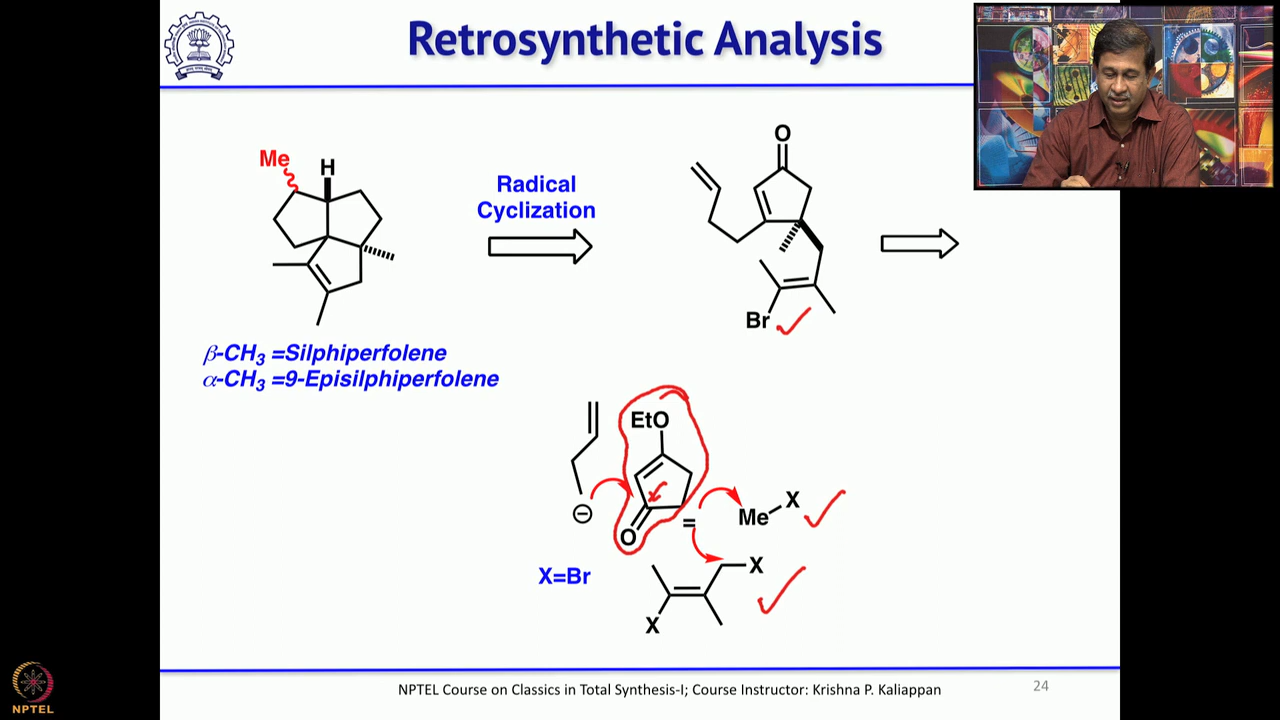 Retrosynthetic Analysis
Me
H
Radical
Cyclization
O
Br
β-CH3 =Silphiperfolene
α-CH3 =9-Episilphiperfolene
EtO
O
=
Me
X
X
X=Br
X
NPTEL Course on Classics in Total Synthesis-I; Course Instructor: Krishna P. Kaliappan
24
NPTEL